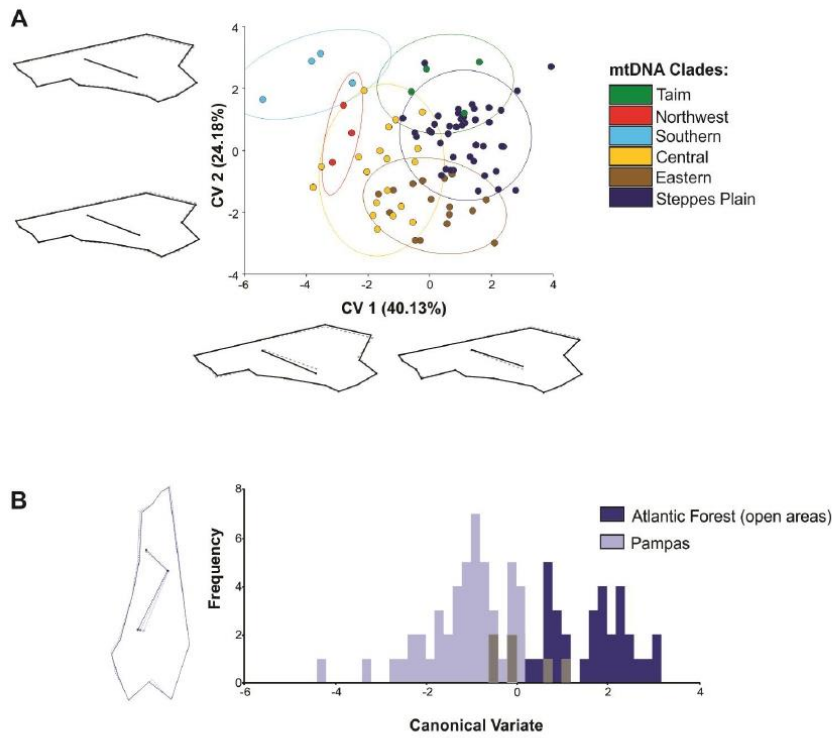 A
4
2
0
-2
-4
-6
-4
-2
0
2
4
CV 2 (24.18%)
CV 1 (40.13%)
mtDNA Clades:
Taim
Northwest
Southern
Central
Eastern
Steppes Plain
B
8
6
4
2
0
-4
-2
0
2
4
Frequency
Canonical Variate
Atlantic Forest (open areas)
Pampas